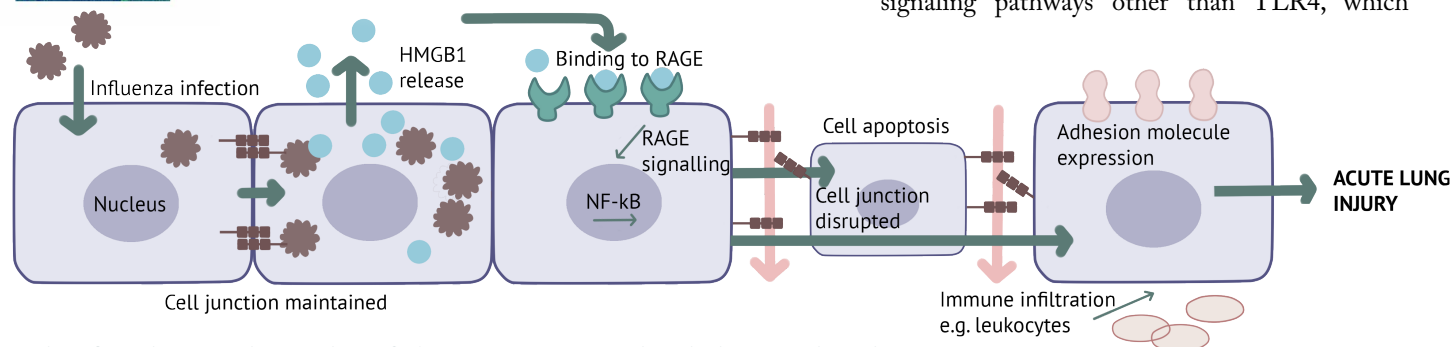 signaling pathways other than TLR4, which
Influenza infection
HMGB1
release
Binding to RAGE
Nucleus
RAGE
signalling
NF-kB
Cell apoptosis
Cell junction
disrupted
Adhesion molecule
expression
ACUTE LUNG
INJURY
Cell junction maintained
Immune infiltration
e.g. leukocytes